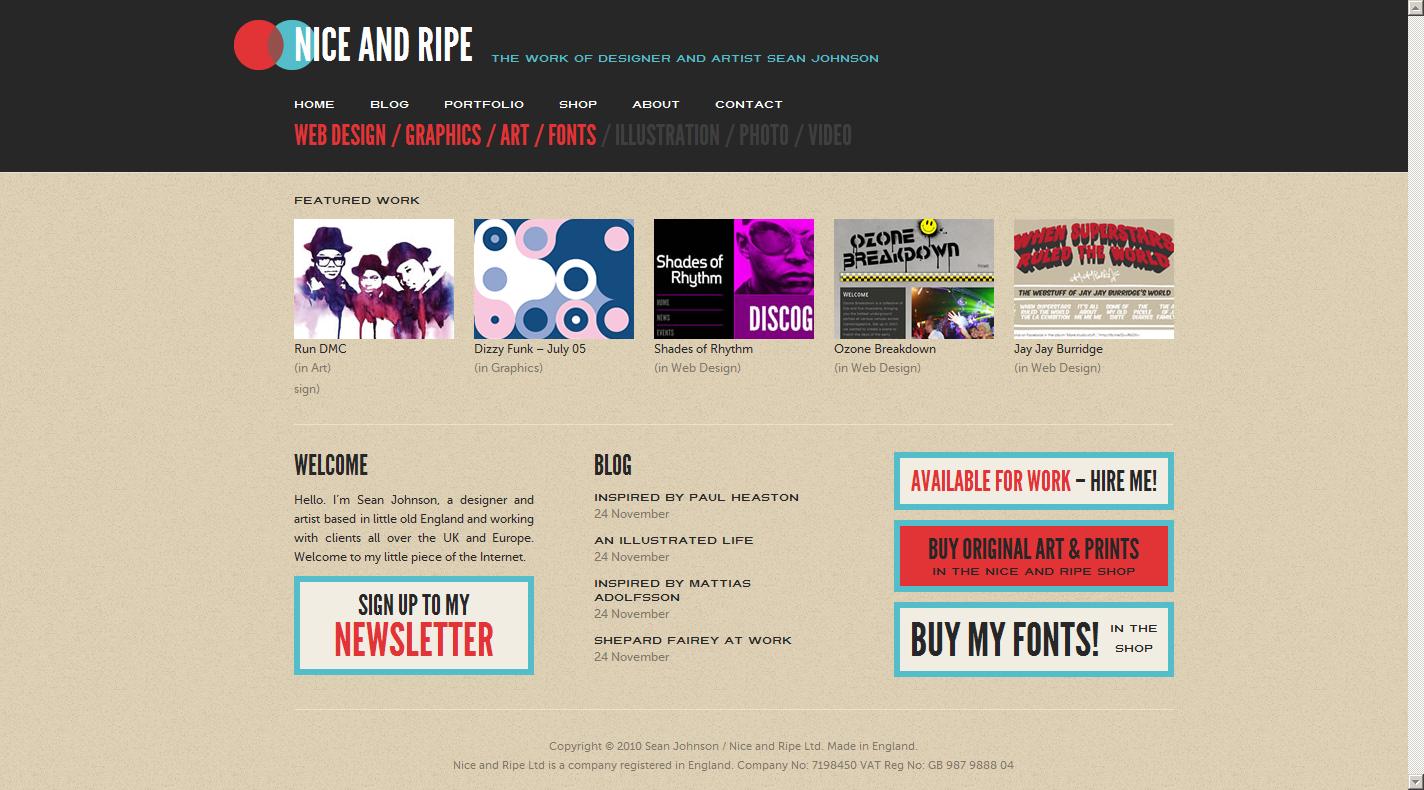 NICE AND RIPE
THE WORK OF DESIGNER AND ARTIST SEAN JOHNSON
HOME BLOG PORTFOLIO SHOP ABOUT CONTACT
WEB DESIGN / GRAPHICS / ART / FONTS / ILLUSTRATION / PHOTO / VIDEO
FEATURED WORK
Shades of
Rhythm
HOME
NEWS
EVENTS
DISCOG
OZONE
BREAKDOWN
WELCOME
WHEN SUPERSTARS
RULED THE WORLD
THE WEBSTUFF OF JAY JAY BURRIDGE'S WORLD
Run DMC
(in Art)
sign)
Dizzy Funk – July 05
(in Graphics)
Shades of Rhythm
(in Web Design)
Ozone Breakdown
(in Web Design)
Jay Jay Burridge
(in Web Design)
WELCOME
Hello. I'm Sean Johnson, a designer and
artist based in little old England and working
with clients all over the UK and Europe.
Welcome to my little piece of the Internet.
SIGN UP TO MY
NEWSLETTER
BLOG
INSPIRED BY PAUL HEASTON
24 November
AN ILLUSTRATED LIFE
24 November
INSPIRED BY MATTIAS
ADOLFSSON
24 November
SHEPARD FAIREY AT WORK
24 November
AVAILABLE FOR WORK – HIRE ME!
BUY ORIGINAL ART & PRINTS
IN THE NICE AND RIPE SHOP
BUY MY FONTS!
IN THE
SHOP
Copyright © 2010 Sean Johnson / Nice and Ripe Ltd. Made in England.
Nice and Ripe Ltd is a company registered in England. Company No: 7198450 VAT Reg No: GB 987 9888 04